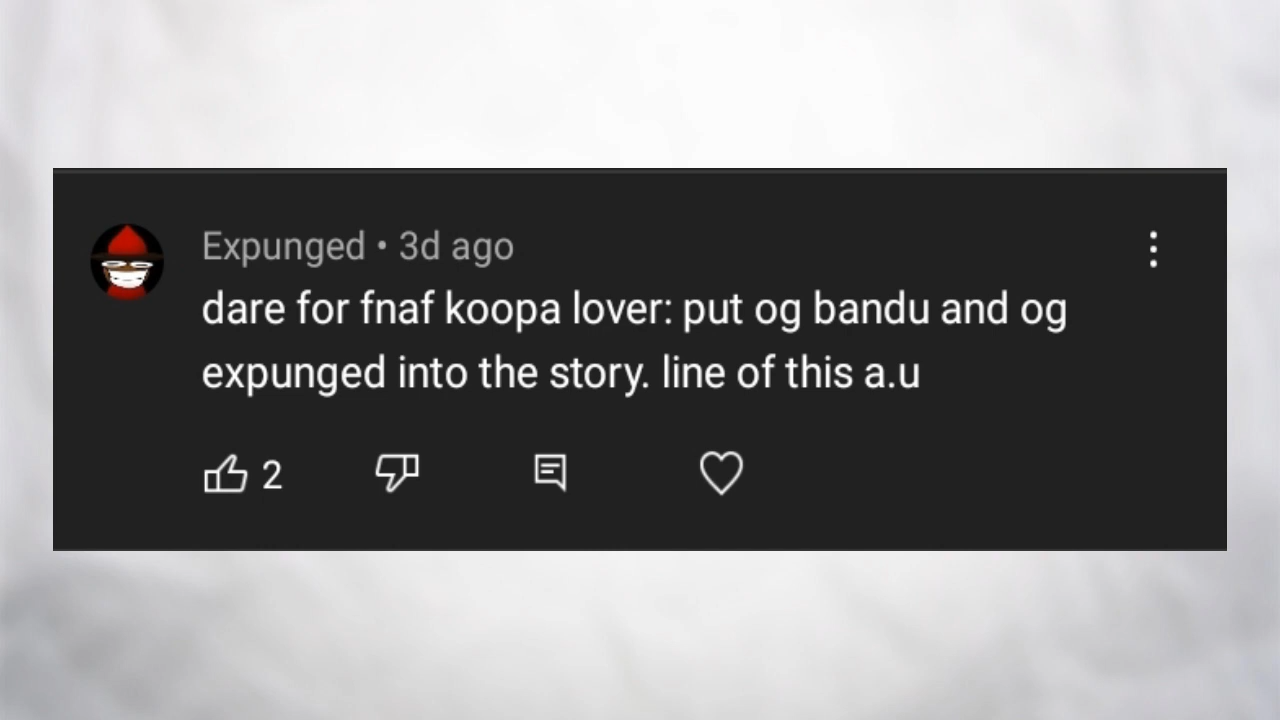 Expunged • 3d ago
dare for fnaf koopa lover: put og bandu and og
expunged into the story. line of this a.u
2